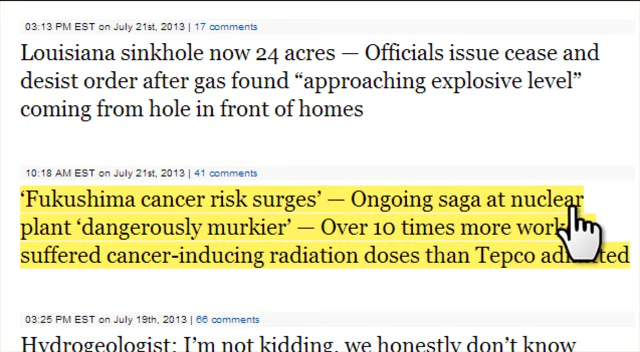 03:13 PM EST on July 21st, 2013 | 17 comments
Louisiana sinkhole now 24 acres — Officials issue cease and
desist order after gas found “approaching explosive level”
coming from hole in front of homes
10:18 AM EST on July 21st, 2013 | 41 comments
‘Fukushima cancer risk surges’ — Ongoing saga at nuclear
plant ‘dangerously murkier’ — Over 10 times more
suffered cancer-inducing radiation doses than Tepco
03:25 PM EST on July 19th, 2013 | 66 comments
Hydrogeologist: I’m not kidding, we honestly don’t know